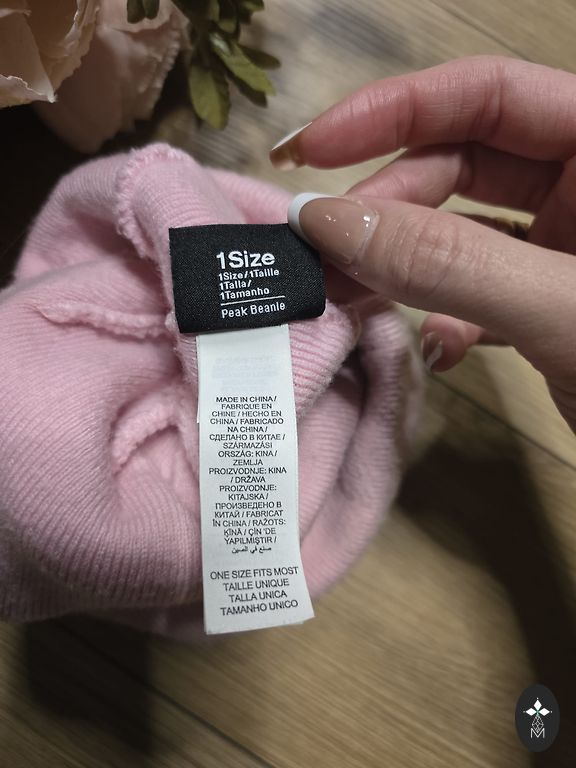 1Size
1Size/1Taille
1Talla/
1Tamanho
Peak Beanie
MADE IN CHINA /
FABRIQUE EN
CHINE / HECHO EN
CHINA / FABRICADO
NA CHINA /
СДЕЛАНО В КИТАЕ /
SZÁRMAZÁSI
ORSZÁG: KINA /
ZEMLJA
PROIZVODNJE: KINA
/ DRŽAVA
PROIZVODNJE:
KITAJSKA /
ПРОИЗВЕДЕНО В
КИТАЙ / FABRICAT
ÎN CHINA / RAŽOTS:
ĶĪNĀ / ÇİN 'DE
YAPILMIŞTIR /
صنع في الصين
ONE SIZE FITS MOST
TAILLE UNIQUE
TALLA UNICA
TAMANHO UNICO
M